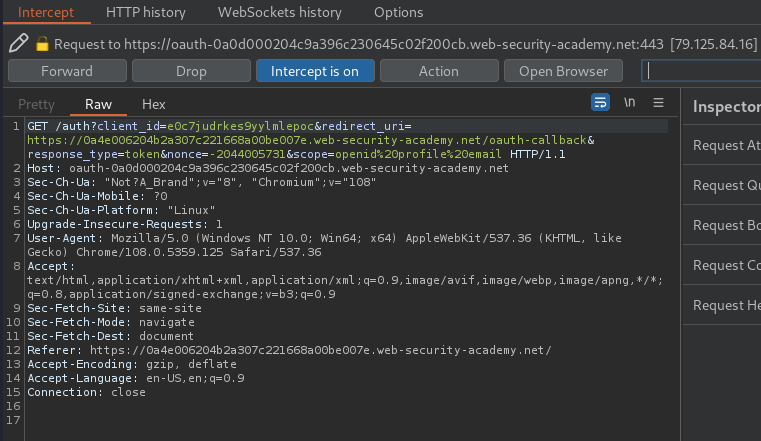 Intercept HTTP history WebSockets history Options
Request to https://oauth-0a0d000204c9a396c230645c02f200cb.web-security-academy.net:443 [79.125.84.16]
Forward Drop Intercept is on Action Open Browser
Pretty Raw Hex \n
Inspector
1 GET /auth?client_id=e0c7judrkes9yylmlepoc&redirect_uri=
https://0a4e006204b2a307c221668a00be007e.web-security-academy.net/oauth-callback&
response_type=token&nonce=-2044005731&scope=openid%20profile%20email HTTP/1.1
2 Host: oauth-0a0d000204c9a396c230645c02f200cb.web-security-academy.net
3 Sec-Ch-Ua: "Not?A_Brand";v="8", "Chromium";v="108"
4 Sec-Ch-Ua-Mobile: ?0
5 Sec-Ch-Ua-Platform: "Linux"
6 Upgrade-Insecure-Requests: 1
7 User-Agent: Mozilla/5.0 (Windows NT 10.0; Win64; x64) AppleWebKit/537.36 (KHTML, like
Gecko) Chrome/108.0.5359.125 Safari/537.36
8 Accept:
text/html,application/xhtml+xml,application/xml;q=0.9,image/avif,image/webp,image/apng,*/*;
q=0.8,application/signed-exchange;v=b3;q=0.9
9 Sec-Fetch-Site: same-site
10 Sec-Fetch-Mode: navigate
11 Sec-Fetch-Dest: document
12 Referer: https://0a4e006204b2a307c221668a00be007e.web-security-academy.net/
13 Accept-Encoding: gzip, deflate
14 Accept-Language: en-US,en;q=0.9
15 Connection: close
16
17
Request At
Request Qu
Request Bo
Request Co
Request He